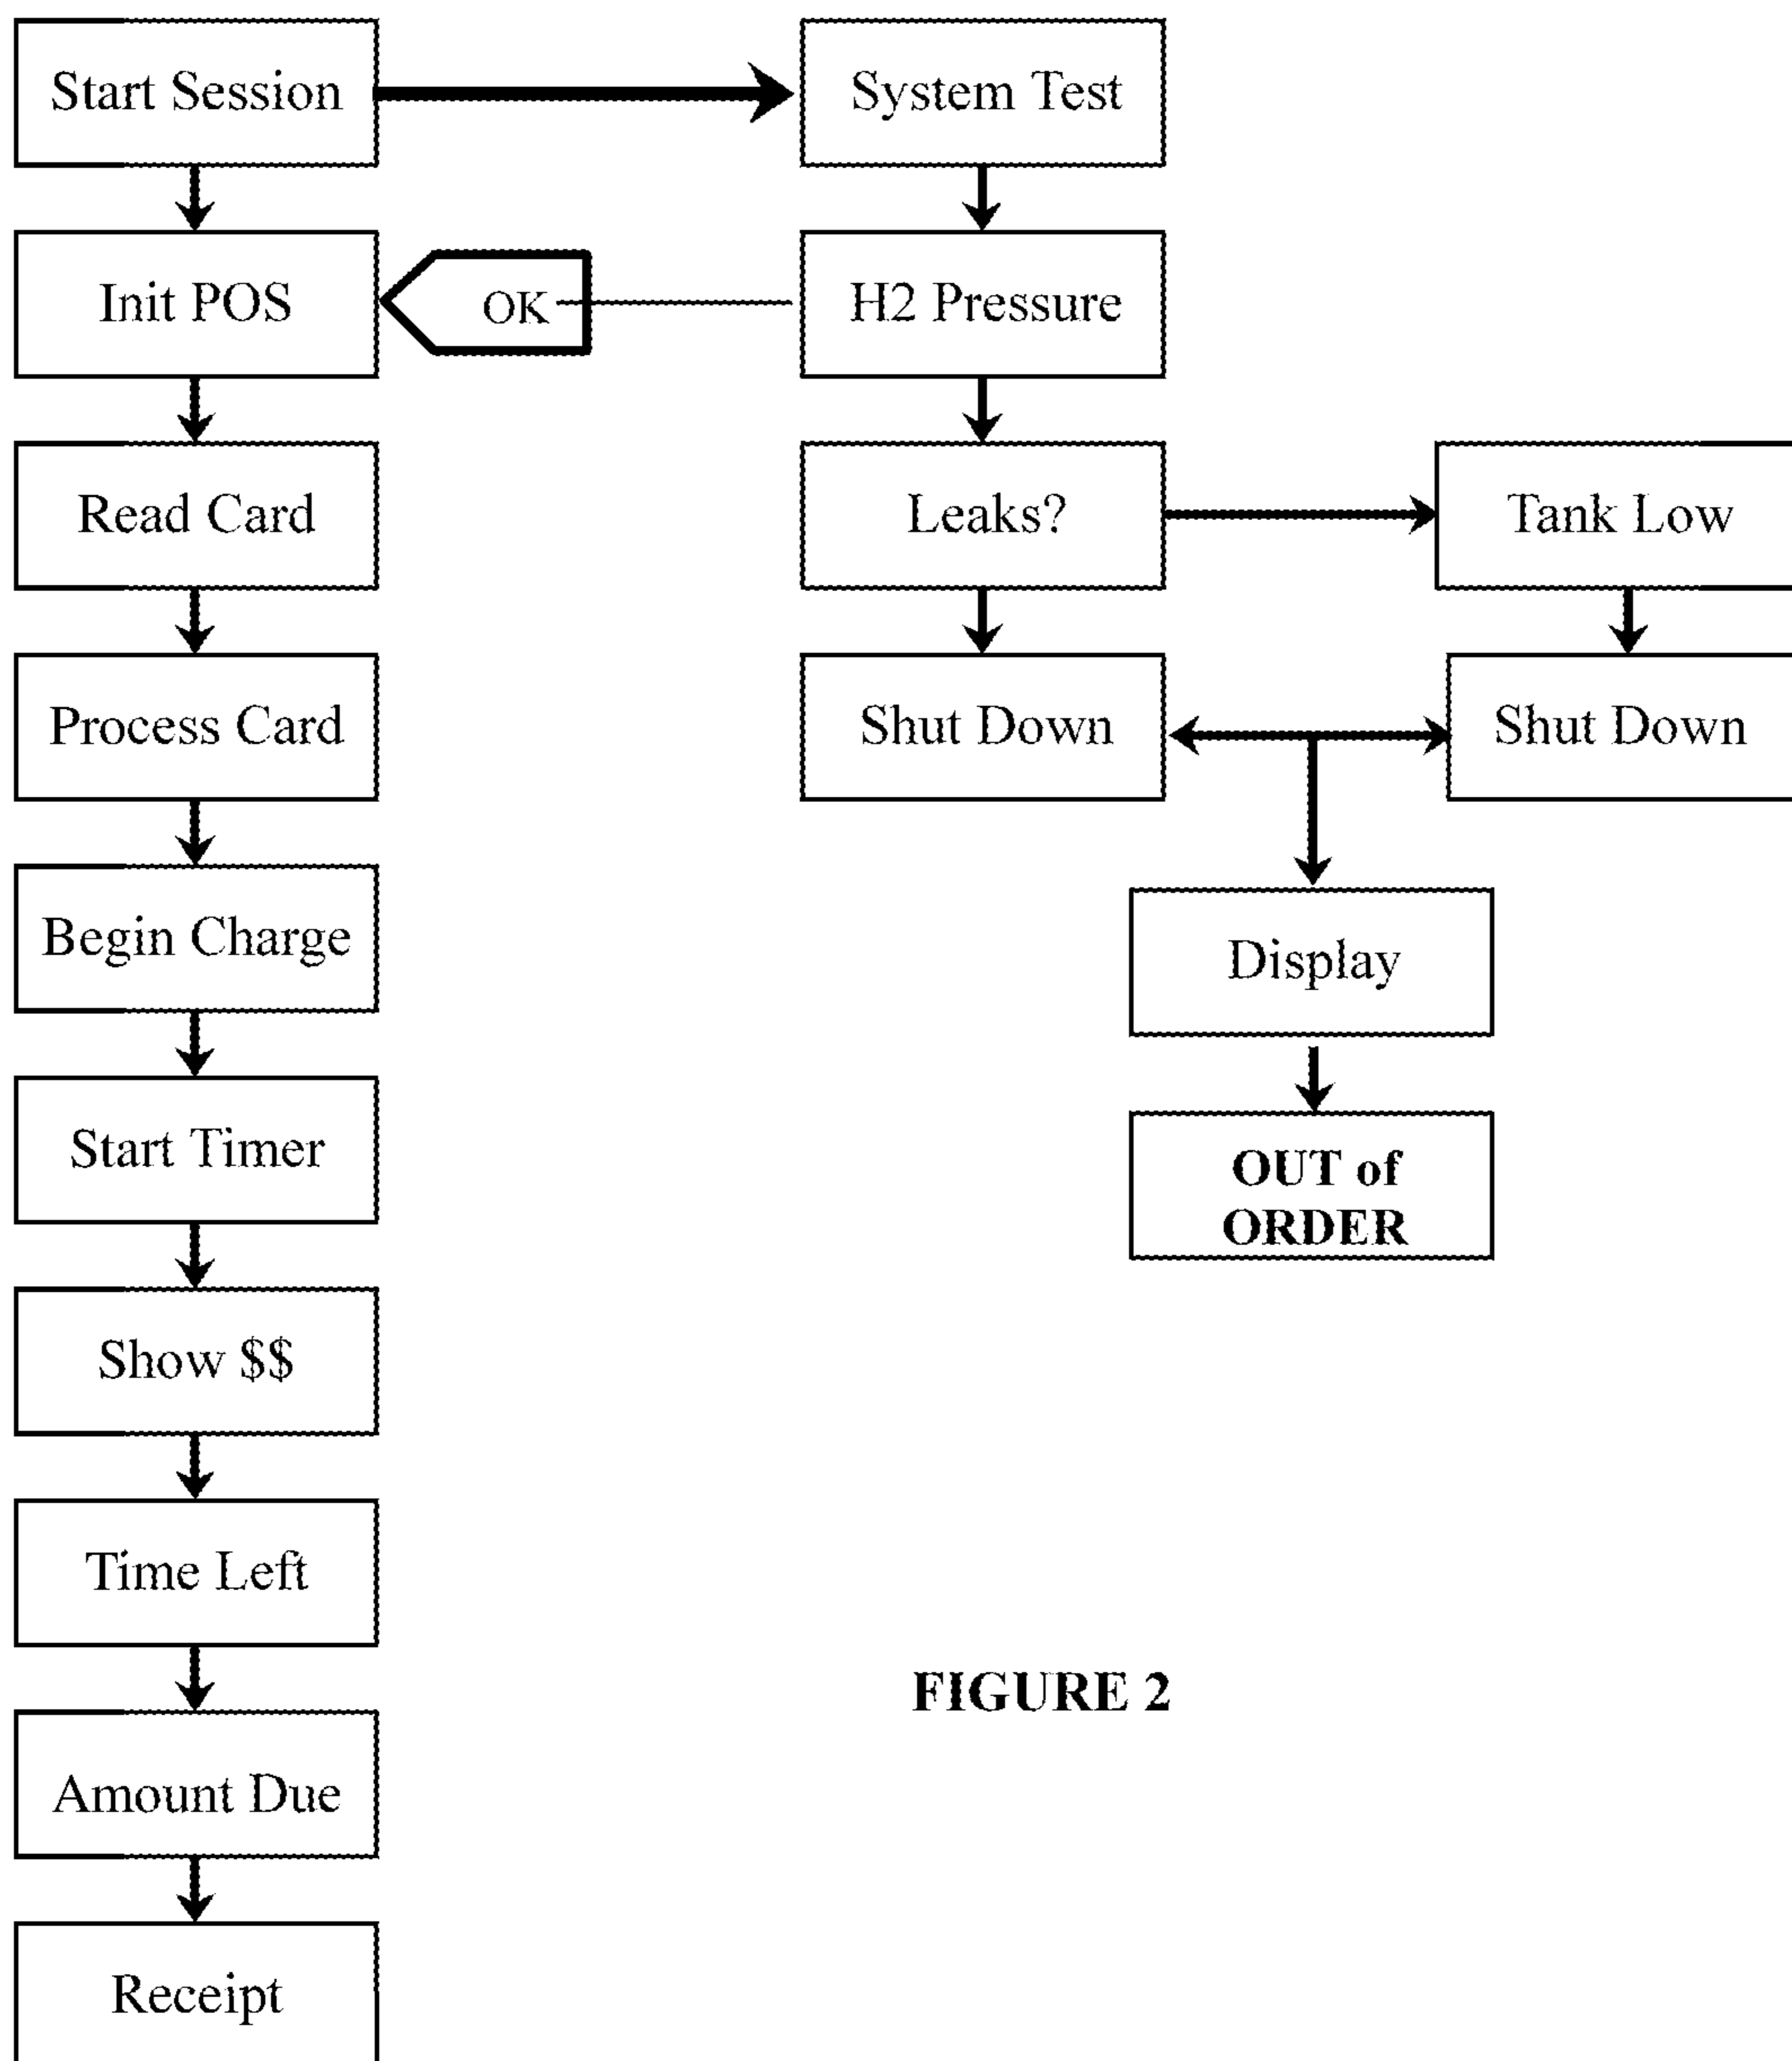 Start Session
System Test
Init POS
OK
H2 Pressure
Read Card
Leaks?
Tank Low
Process Card
Shut Down
Shut Down
Begin Charge
Display
Start Timer
OUT of
ORDER
Show $$
Time Left
Amount Due
Receipt
FIGURE 2